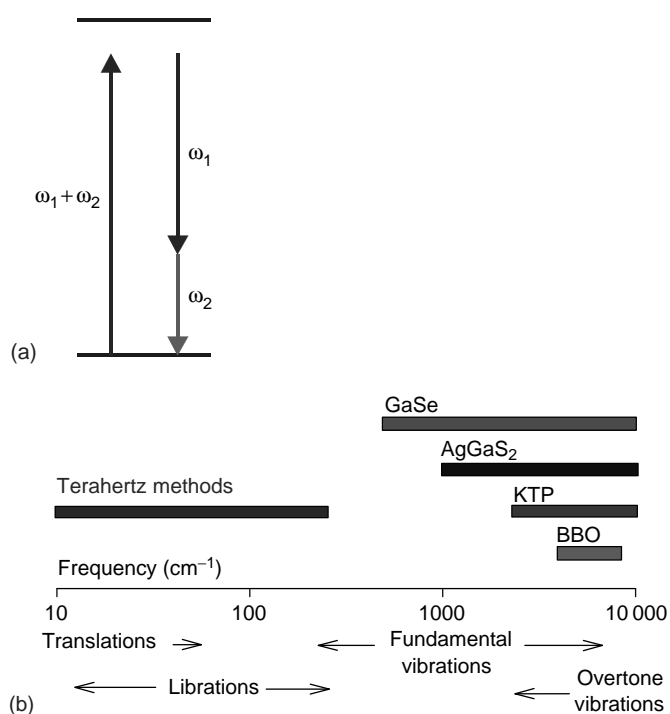 ω₁
ω₁+ω₂
ω₂
(a)
GaSe
AgGaS₂
Terahertz methods
KTP
BBO
Frequency (cm⁻¹)
10 100 1000 10 000
Translations
Fundamental
vibrations
Librations
Overtone
vibrations
(b)